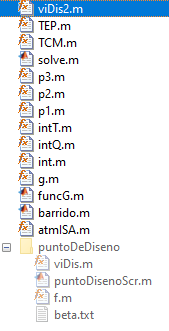 viDis2.m
TEP.m
TCM.m
solve.m
p3.m
p2.m
p1.m
intT.m
intQ.m
int.m
g.m
funcG.m
barrido.m
atmISA.m
puntoDeDiseno
viDis.m
puntoDisenoScr.m
f.m
beta.txt